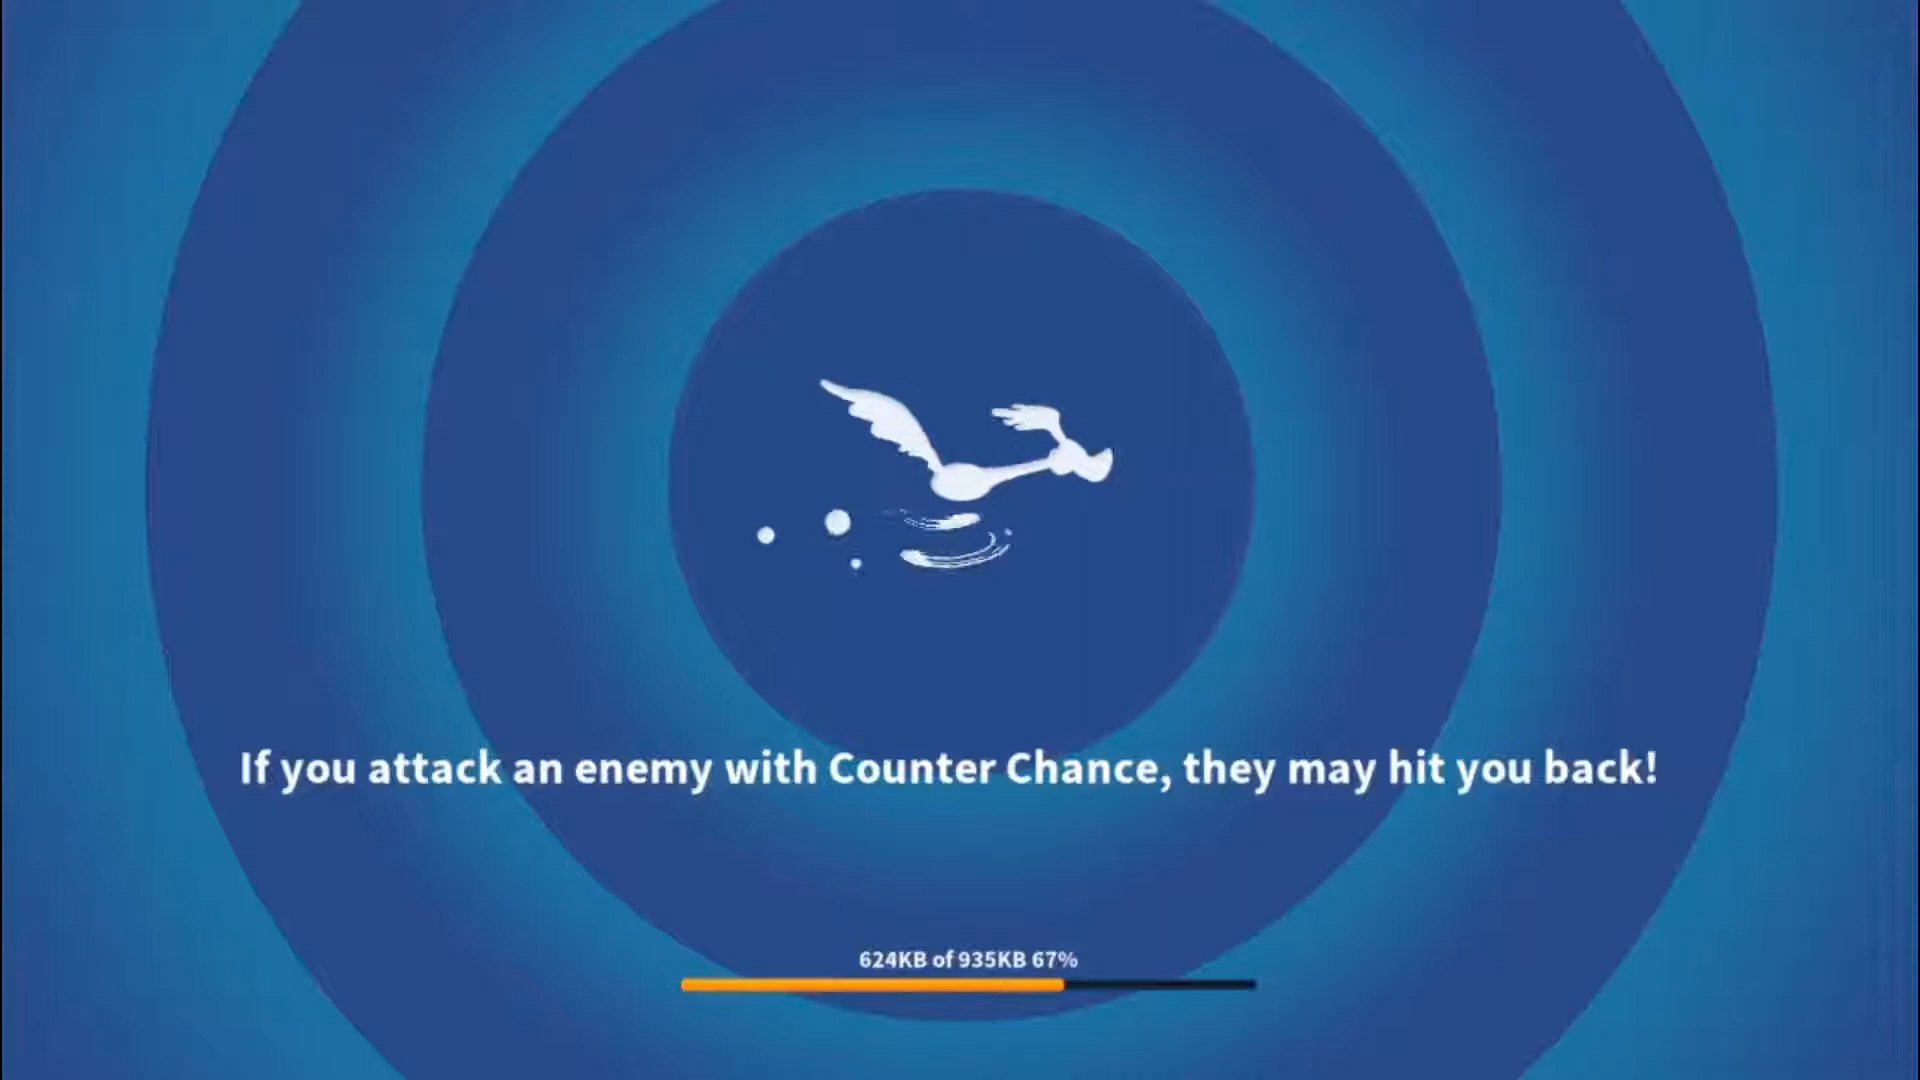 If you attack an enemy with Counter Chance, they may hit you back!
624KB of 935KB 67%